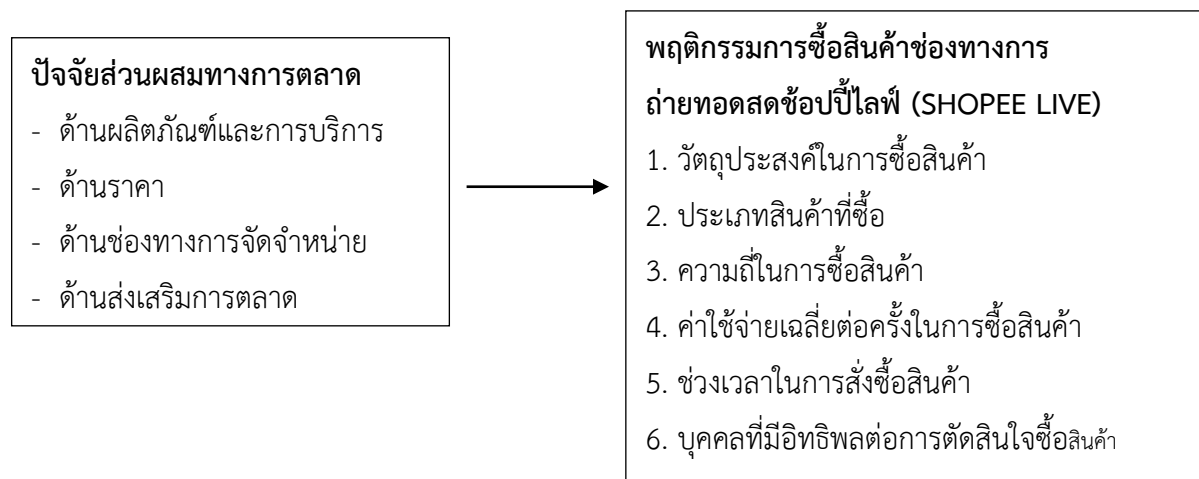 ปัจจัยส่วนผสมทางการตลาด
- ด้านผลิตภัณฑ์และการบริการ
- ด้านราคา
- ด้านช่องทางการจัดจำหน่าย
- ด้านส่งเสริมการตลาด
พฤติกรรมการซื้อสินค้าช่องทางการ
ถ่ายทอดสดช้อปปี้ไลฟ์ (SHOPEE LIVE)
1. วัตถุประสงค์ในการซื้อสินค้า
2. ประเภทสินค้าที่ซื้อ
3. ความถี่ในการซื้อสินค้า
4. ค่าใช้จ่ายเฉลี่ยต่อครั้งในการซื้อสินค้า
5. ช่วงเวลาในการสั่งซื้อสินค้า
6. บุคคลที่มีอิทธิพลต่อการตัดสินใจซื้อสินค้า